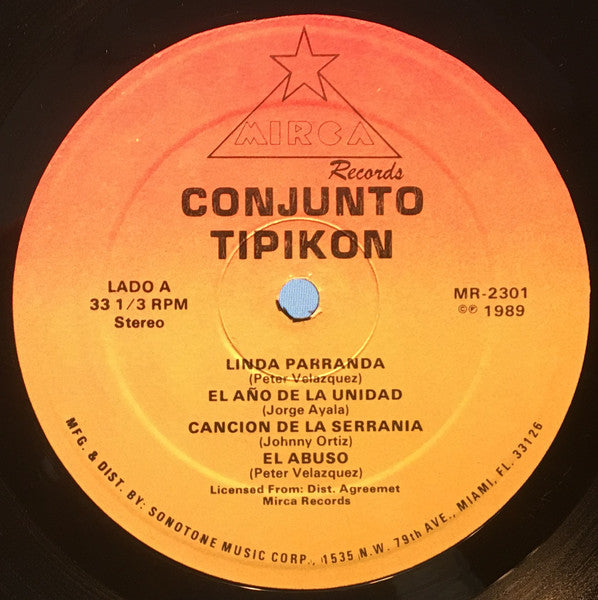 MIRCA
Records
CONJUNTO
TIPIKON
LADO A
33 1/3 RPM
Stereo
MR-2301
©℗ 1989
LINDA PARRANDA
(Peter Velazquez)
EL AÑO DE LA UNIDAD
(Jorge Ayala)
CANCION DE LA SERRANIA
(Johnny Ortiz)
EL ABUSO
(Peter Velazquez)
Licensed From: Dist. Agreemet
Mirca Records
MFG. & DIST. BY: SONOTONE MUSIC CORP., 1535 N.W. 79th AVE., MIAMI, FL. 33126